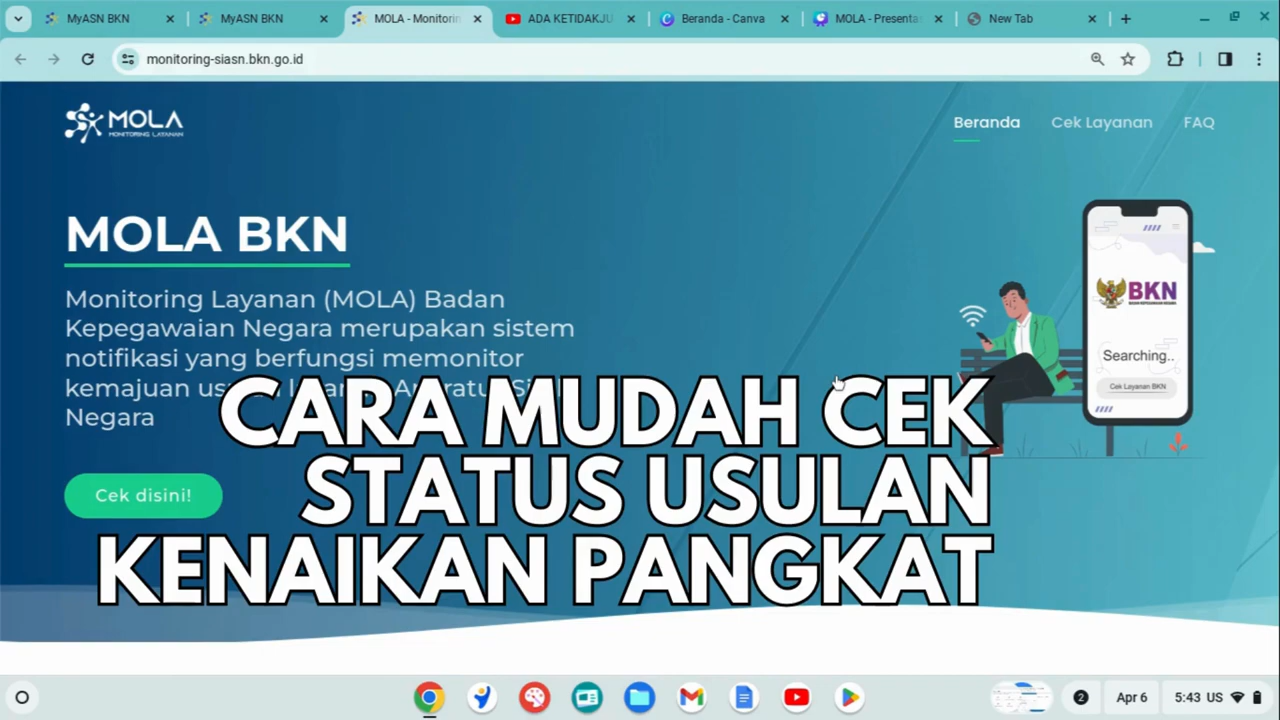 MyASN BKN
MyASN BKN
MOLA - Monitorin
ADA KETIDAKJU
Beranda - Canva
MOLA - Presenta
New Tab
monitoring-siasn.bkn.go.id
MOLA
MONITORING LAYANAN
Beranda
Cek Layanan
FAQ
MOLA BKN
Monitoring Layanan (MOLA) Badan
Kepegawaian Negara merupakan sistem
notifikasi yang berfungsi memonitor
kemajuan
Negara
BKN
BADAN KEPEGAWAIAN NEGARA
Searching..
Cek Layanan BKN
Cek disini!
CARA MUDAH CEK
STATUS USULAN
KENAIKAN PANGKAT
2
Apr 6
5:43 US